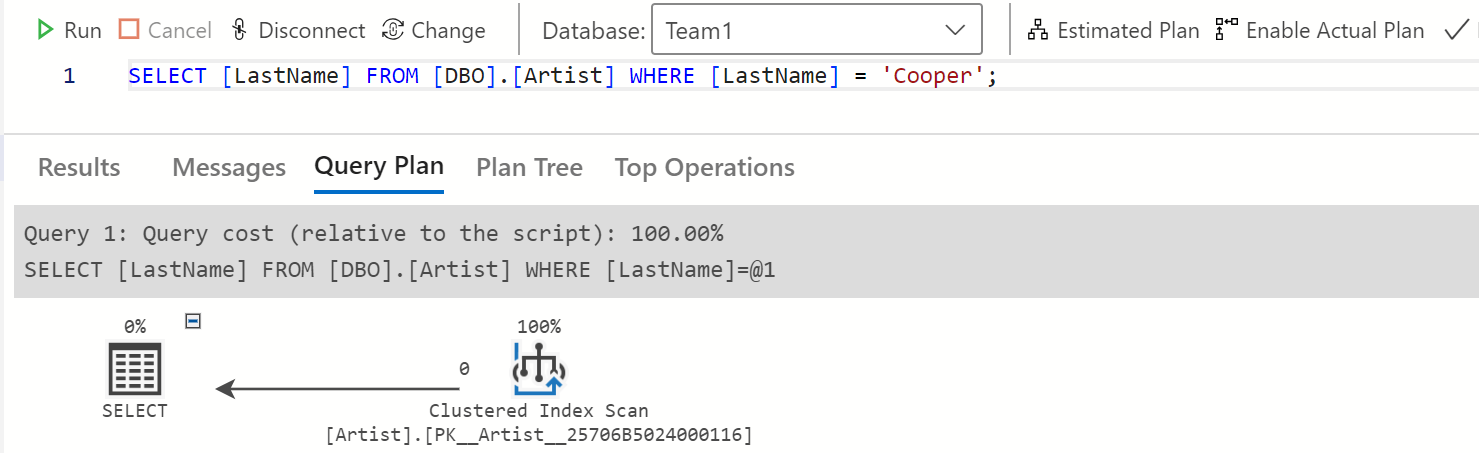 Run Cancel Disconnect Change Database: Team1 Estimated Plan Enable Actual Plan
1 SELECT [LastName] FROM [DBO].[Artist] WHERE [LastName] = 'Cooper';
Results Messages Query Plan Plan Tree Top Operations
Query 1: Query cost (relative to the script): 100.00%
SELECT [LastName] FROM [DBO].[Artist] WHERE [LastName]=@1
0% 100%
0
SELECT Clustered Index Scan
[Artist].[PK__Artist__25706B5024000116]